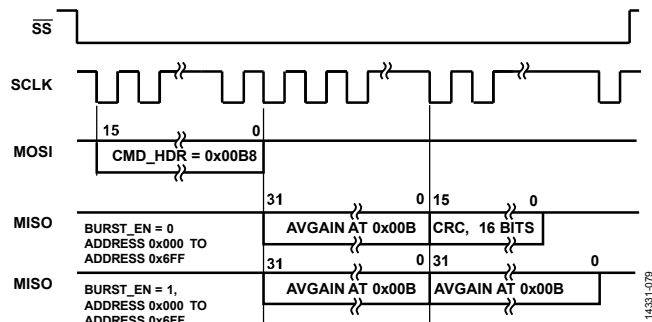 SS
SCLK
15 0
MOSI CMD_HDR = 0x00B8
31 0 15 0
MISO BURST_EN = 0 AVGAIN AT 0x00B CRC, 16 BITS
ADDRESS 0x000 TO
ADDRESS 0x6FF
31 0 31 0
MISO BURST_EN = 1, AVGAIN AT 0x00B AVGAIN AT 0x00B
ADDRESS 0x000 TO
ADDRESS 0x6FF
14331-079